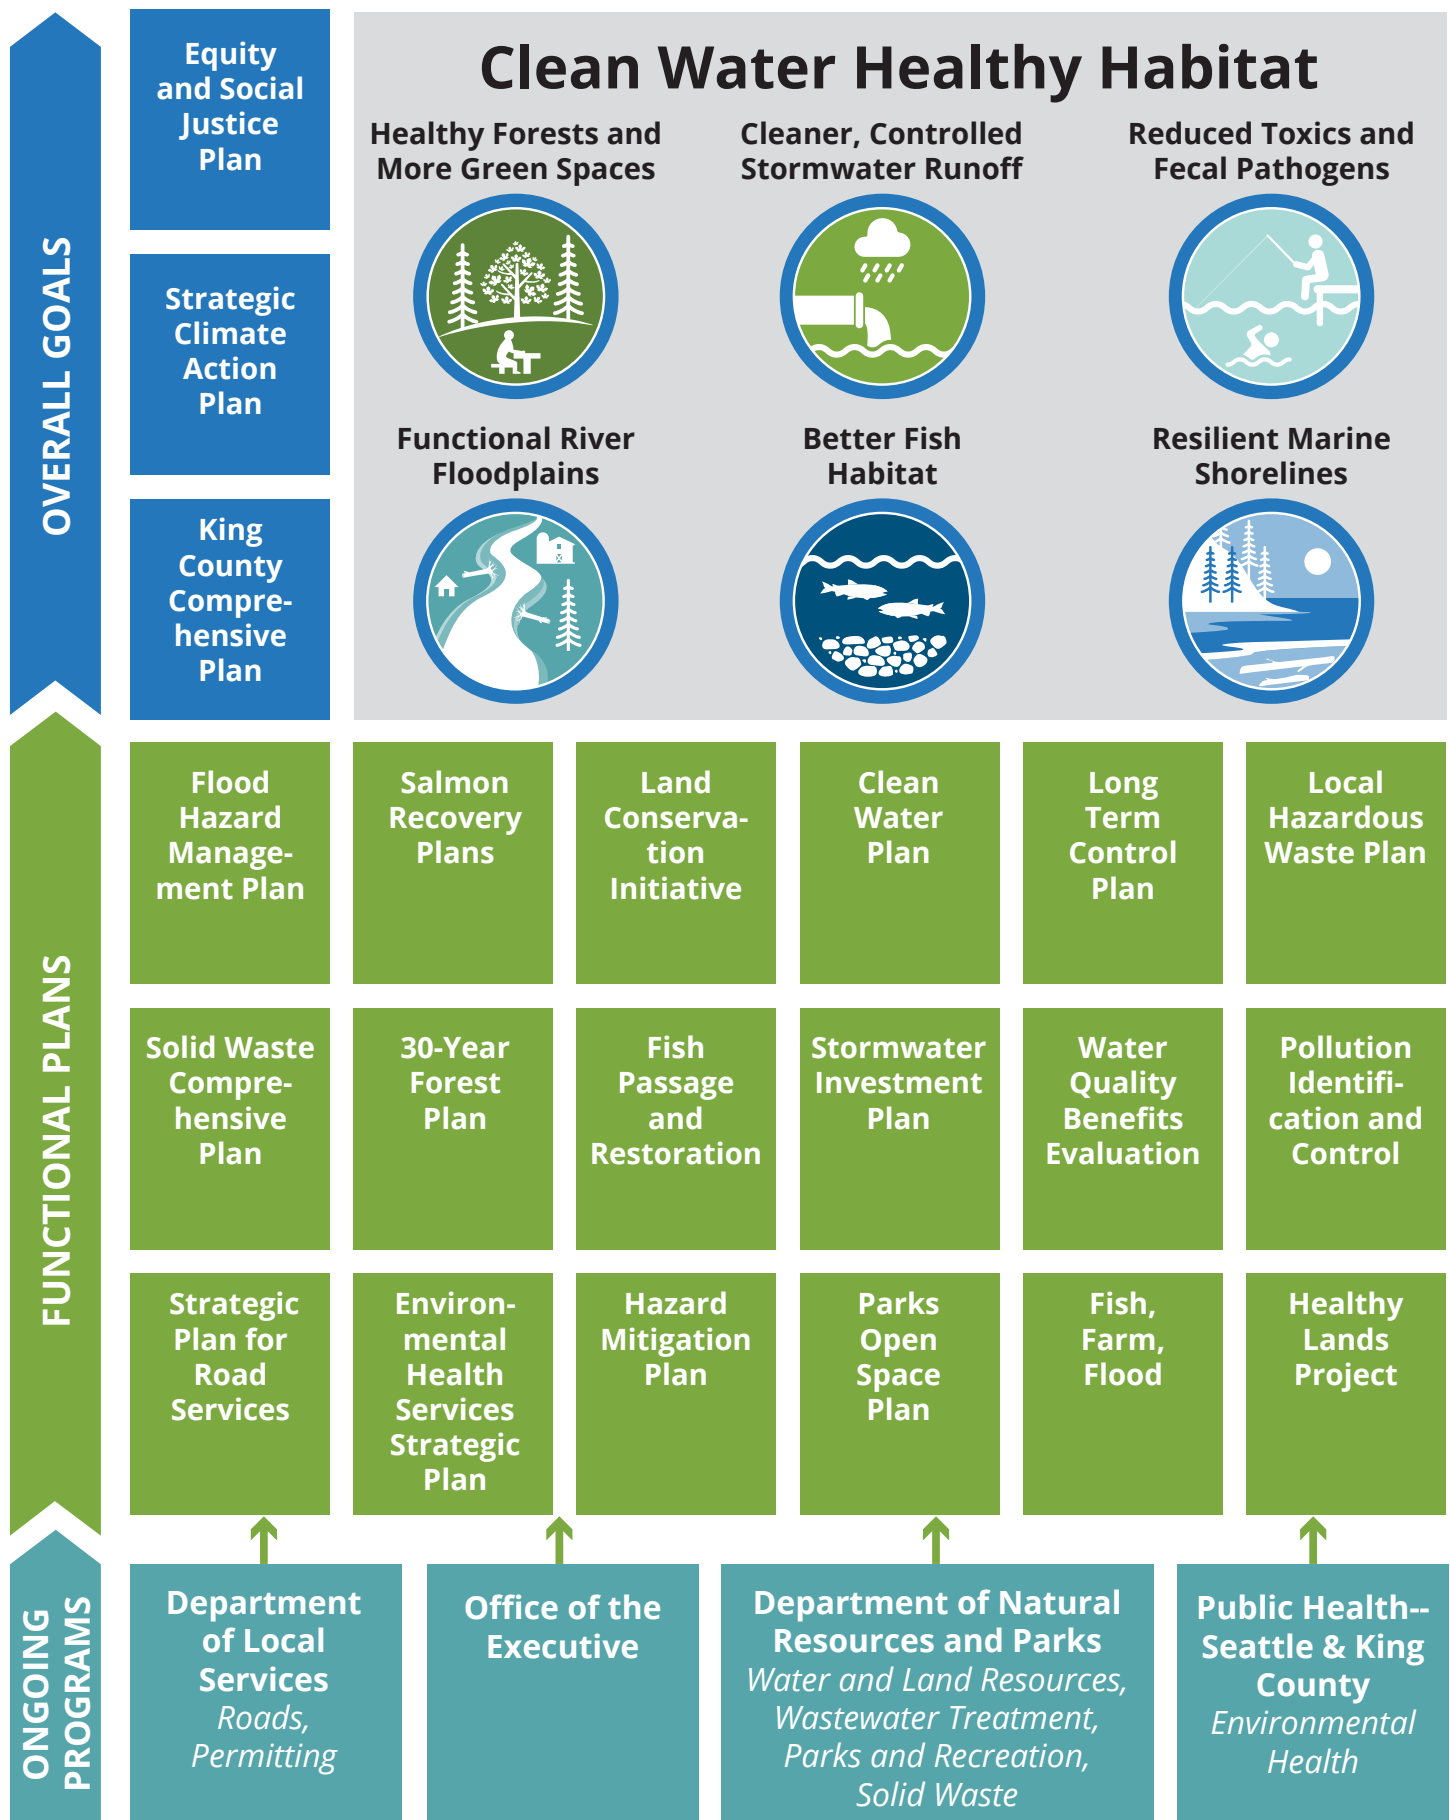 OVERALL GOALS
Equity
and Social
Justice
Plan
Strategic
Climate
Action
Plan
King
County
Compre-
hensive
Plan
Clean Water Healthy Habitat
Healthy Forests and
More Green Spaces
Cleaner, Controlled
Stormwater Runoff
Reduced Toxics and
Fecal Pathogens
Functional River
Floodplains
Better Fish
Habitat
Resilient Marine
Shorelines
FUNCTIONAL PLANS
Flood
Hazard
Manage-
ment Plan
Salmon
Recovery
Plans
Land
Conserva-
tion
Initiative
Clean
Water
Plan
Long
Term
Control
Plan
Local
Hazardous
Waste Plan
Solid Waste
Compre-
hensive
Plan
30-Year
Forest
Plan
Fish
Passage
and
Restoration
Stormwater
Investment
Plan
Water
Quality
Benefits
Evaluation
Pollution
Identifi-
cation and
Control
Strategic
Plan for
Road
Services
Environ-
mental
Health
Services
Strategic
Plan
Hazard
Mitigation
Plan
Parks
Open
Space
Plan
Fish,
Farm,
Flood
Healthy
Lands
Project
ONGOING
PROGRAMS
Department
of Local
Services
Roads,
Permitting
Office of the
Executive
Department of Natural
Resources and Parks
Water and Land Resources,
Wastewater Treatment,
Parks and Recreation,
Solid Waste
Public Health--
Seattle & King
County
Environmental
Health